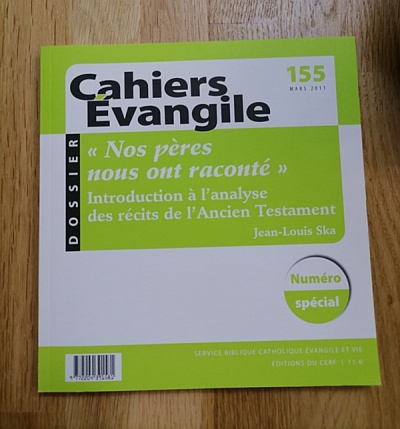 Cahiers
Évangile
155
MARS 2011
DOSSIER
« Nos pères
nous ont raconté »
Introduction à l'analyse
des récits de l'Ancien Testament
Jean-Louis Ska
Numéro
spécial
SERVICE BIBLIQUE CATHOLIQUE ÉVANGILE ET VIE
ÉDITIONS DU CERF | 11 €